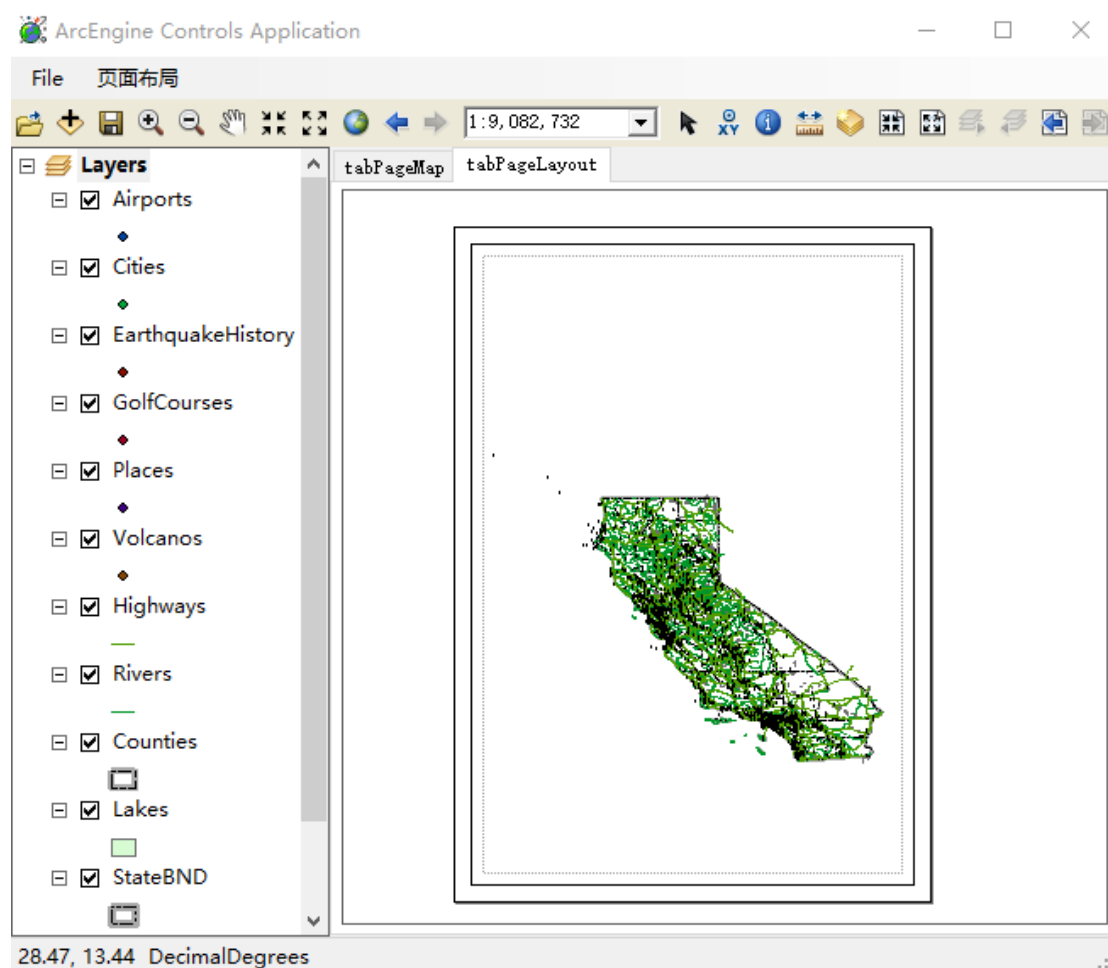 ArcEngine Controls Application
File 页面布局
1:9,082,732
XY
Layers
tabPageMap tabPageLayout
Airports
Cities
EarthquakeHistory
GolfCourses
Places
Volcanos
Highways
Rivers
Counties
Lakes
StateBND
28.47, 13.44 DecimalDegrees